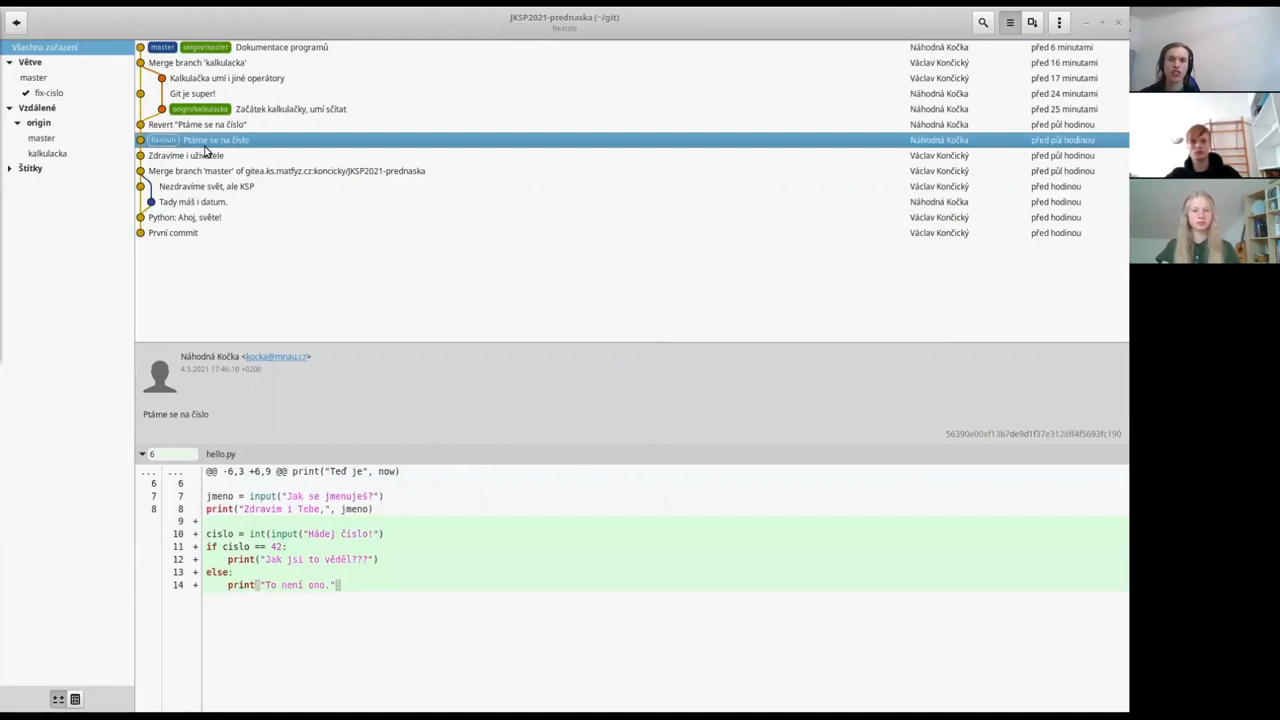 JKSP2021-prednaska (~/git)
fix-cislo
Všechna zařazení
Větve
master
fix-cislo
Vzdálené
origin
master
kalkulacka
Štítky
master origin/master Dokumentace programů Náhodná Kočka před 6 minutami
Merge branch 'kalkulacka' Václav Končický před 16 minutami
Kalkulačka umí i jiné operátory Náhodná Kočka před 17 minutami
Git je super! Václav Končický před 24 minutami
origin/kalkulacka Začátek kalkulačky, umí sčítat Náhodná Kočka před 25 minutami
Revert "Ptáme se na číslo" Václav Končický před půl hodinou
fix-cislo Ptáme se na číslo Náhodná Kočka před půl hodinou
Zdravíme i uživatele Václav Končický před půl hodinou
Merge branch 'master' of gitea.ks.matfyz.cz:koncicky/JKSP2021-prednaska Václav Končický před půl hodinou
Nezdravíme svět, ale KSP Václav Končický před hodinou
Tady máš i datum. Náhodná Kočka před hodinou
Python: Ahoj, světe! Václav Končický před hodinou
První commit Václav Končický před hodinou
Náhodná Kočka <kocka@mnau.cz>
4.5.2021 17:46:10 +0200
Ptáme se na číslo
56390e00ef13b7de9d1f37e3128ff4f5693fc190
6 hello.py
... ... @@ -6,3 +6,9 @@ print("Teď je", now)
6 6
7 7 jmeno = input("Jak se jmenuješ?")
8 8 print("Zdravím i Tebe,", jmeno)
9 +
10 + cislo = int(input("Hádej číslo!")
11 + if cislo == 42:
12 + print("Jak jsi to věděl???")
13 + else:
14 + print("To není ono.")